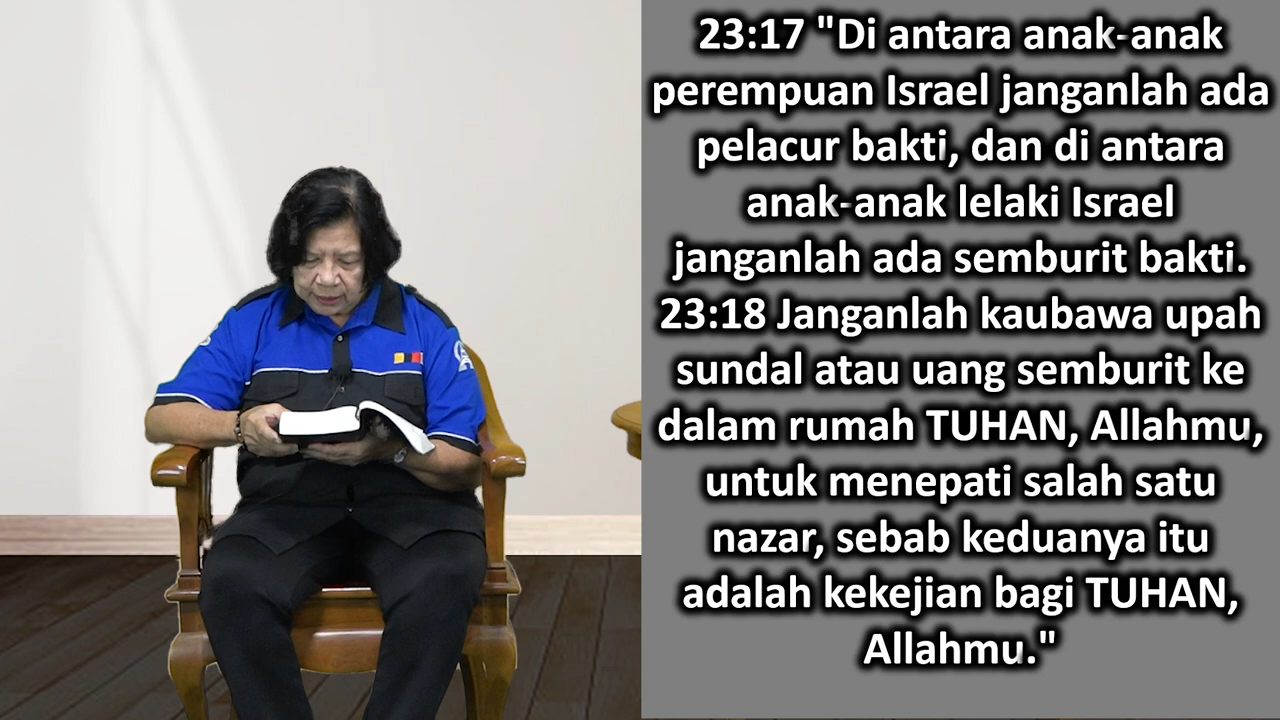 23:17 "Di antara anak-anak
perempuan Israel janganlah ada
pelacur bakti, dan di antara
anak-anak lelaki Israel
janganlah ada semburit bakti.
23:18 Janganlah kaubawa upah
sundal atau uang semburit ke
dalam rumah TUHAN, Allahmu,
untuk menepati salah satu
nazar, sebab keduanya itu
adalah kekejian bagi TUHAN,
Allahmu."